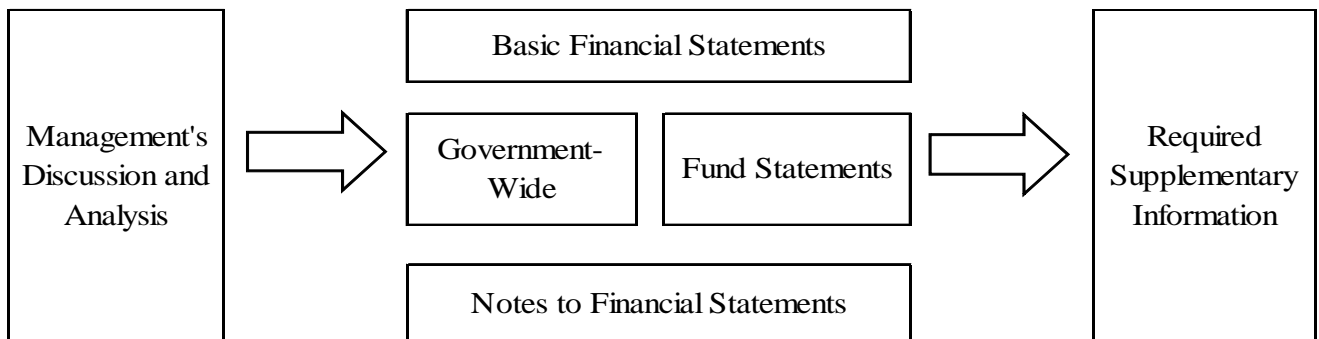 Management's
Discussion and
Analysis
Basic Financial Statements
Government-
Wide
Fund Statements
Notes to Financial Statements
Required
Supplementary
Information